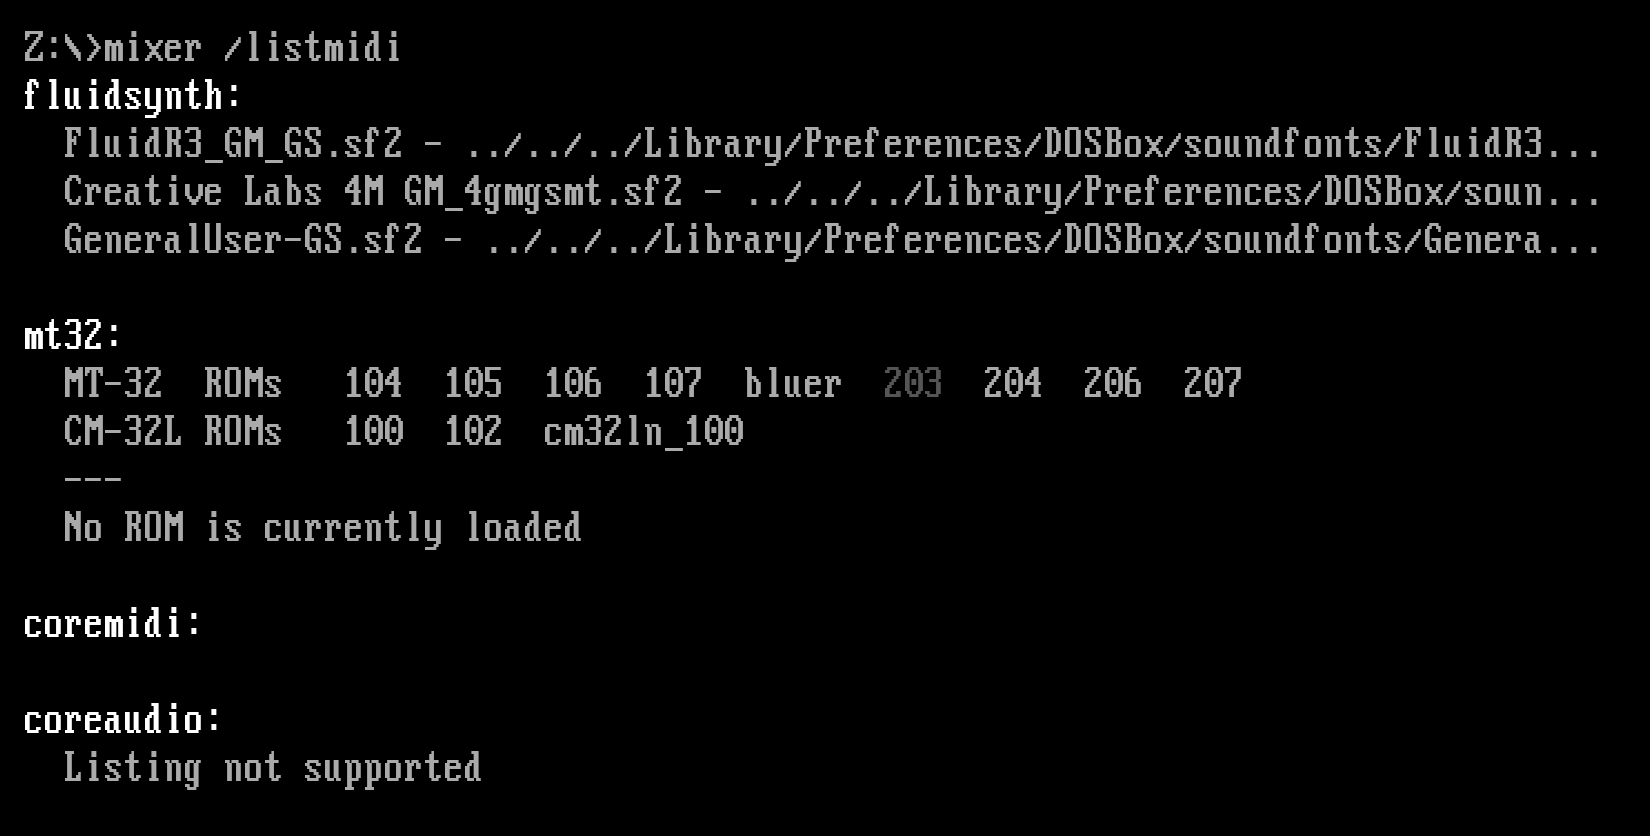 Z:\>mixer /listmidi
fluidsynth:
FluidR3_GM_GS.sf2 - ../../../Library/Preferences/DOSBox/soundfonts/FluidR3...
Creative Labs 4M GM_4gmgsmt.sf2 - ../../../Library/Preferences/DOSBox/soun...
GeneralUser-GS.sf2 - ../../../Library/Preferences/DOSBox/soundfonts/Genera...
mt32:
MT-32  ROMs   104  105  106  107  bluer  203  204  206  207
CM-32L ROMs   100  102  cm32ln_100
---
No ROM is currently loaded
coremidi:
coreaudio:
Listing not supported